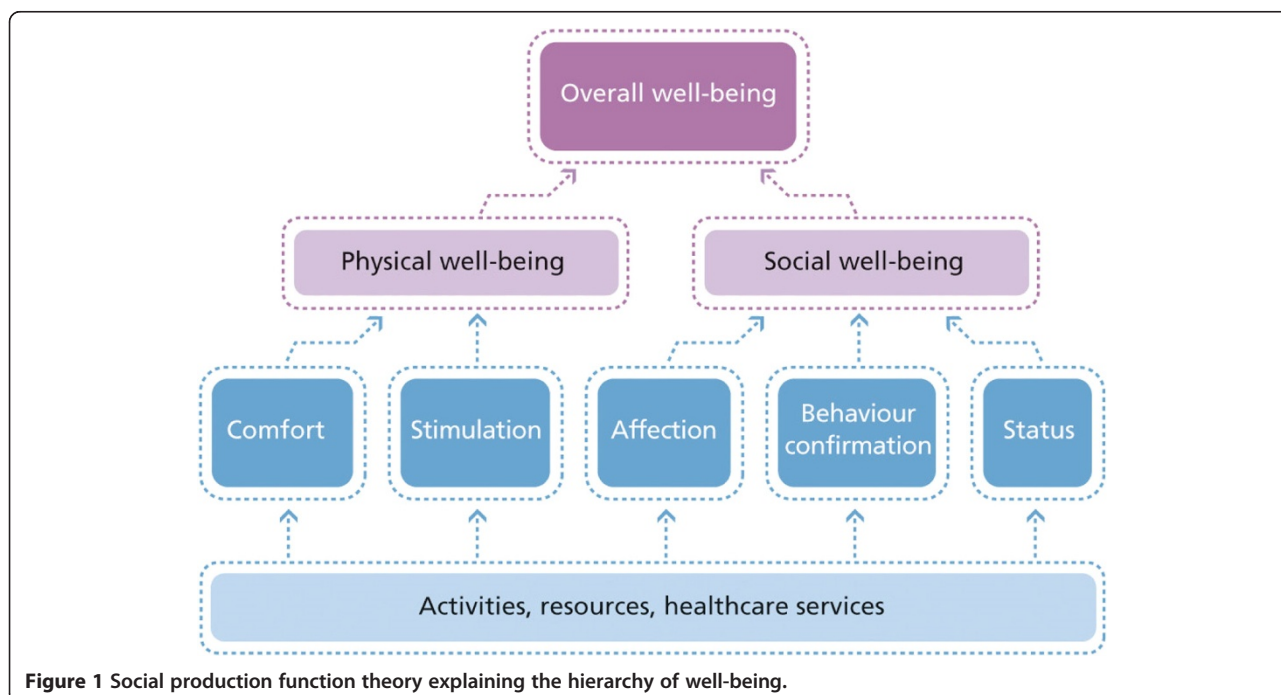 Overall well-being
Physical well-being
Social well-being
Comfort
Stimulation
Affection
Behaviour
confirmation
Status
Activities, resources, healthcare services
Figure 1 Social production function theory explaining the hierarchy of well-being.